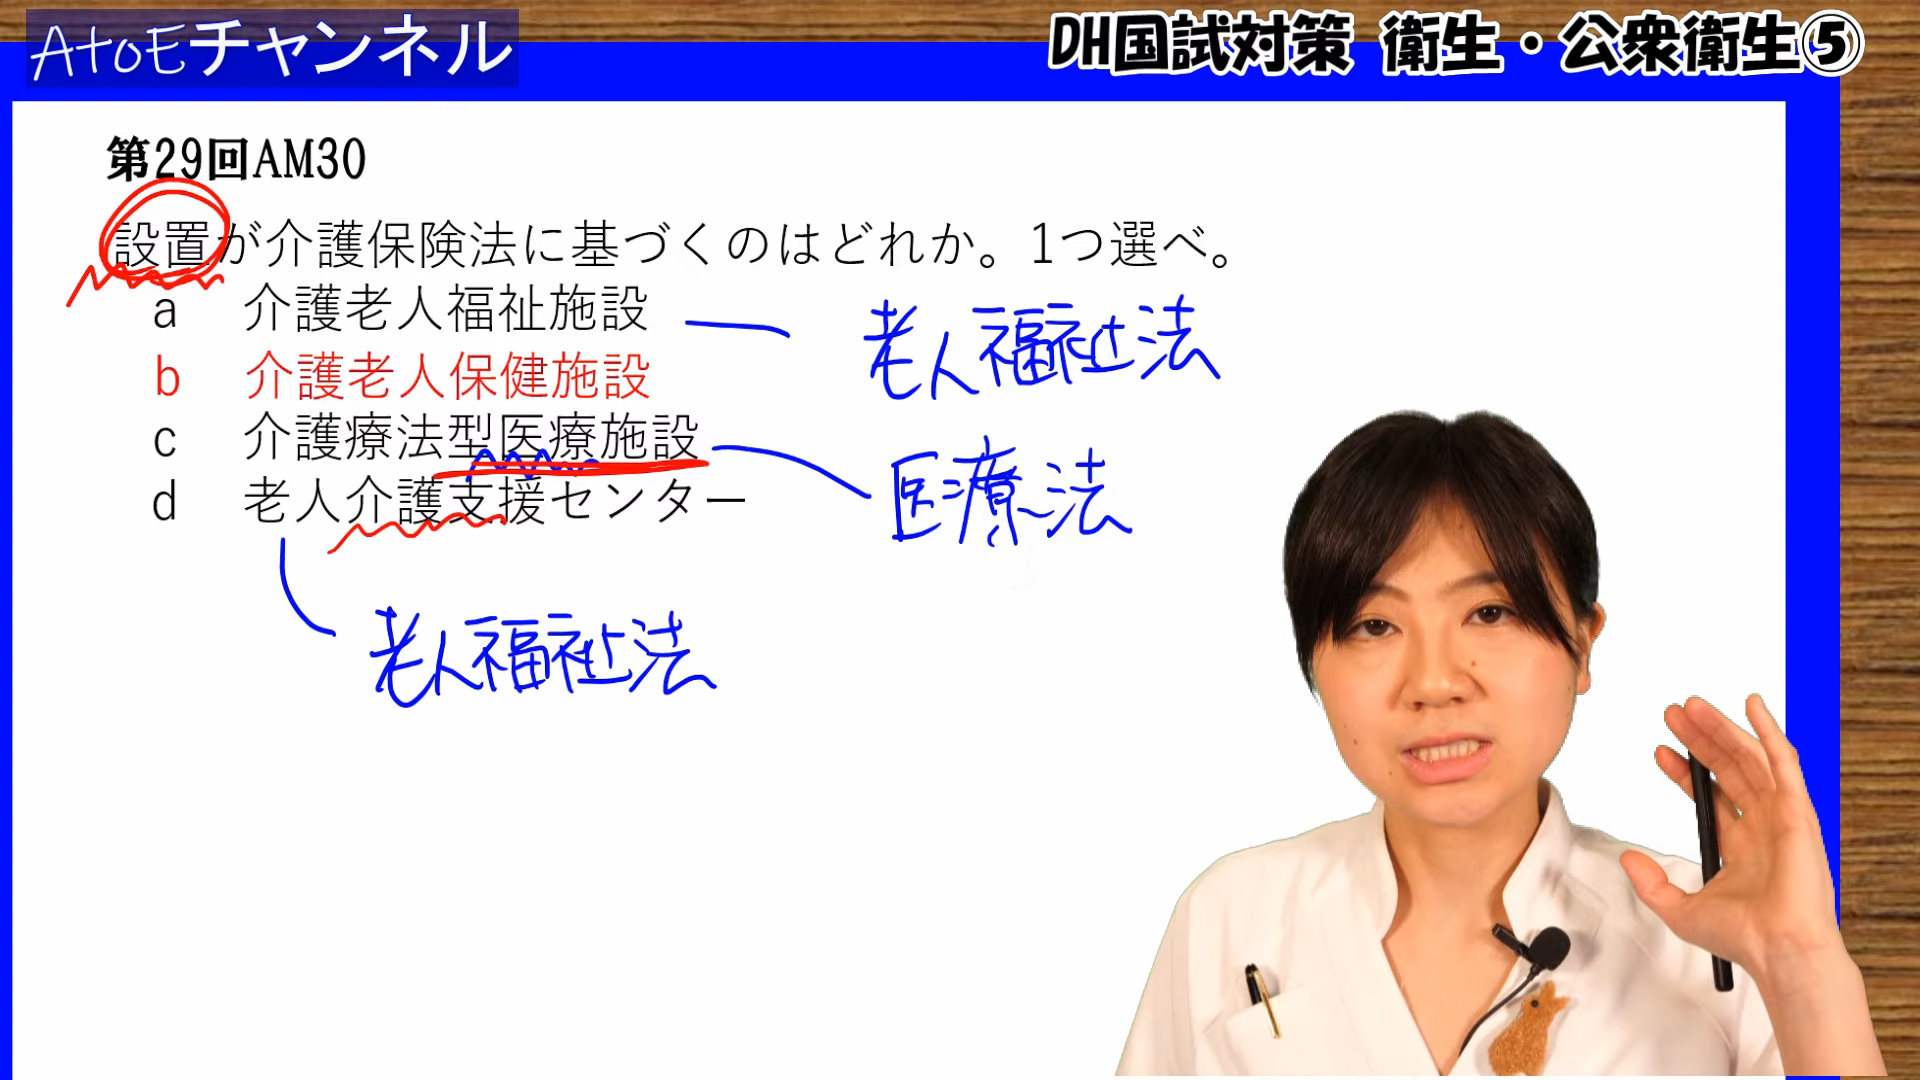 AtoEチャンネル
DH国試対策 衛生・公衆衛生⑤
第29回AM30
設置が介護保険法に基づくのはどれか。1つ選べ。
a 介護老人福祉施設
老人福祉法
b 介護老人保健施設
c 介護療法型医療施設
医療法
d 老人介護支援センター
老人福祉法